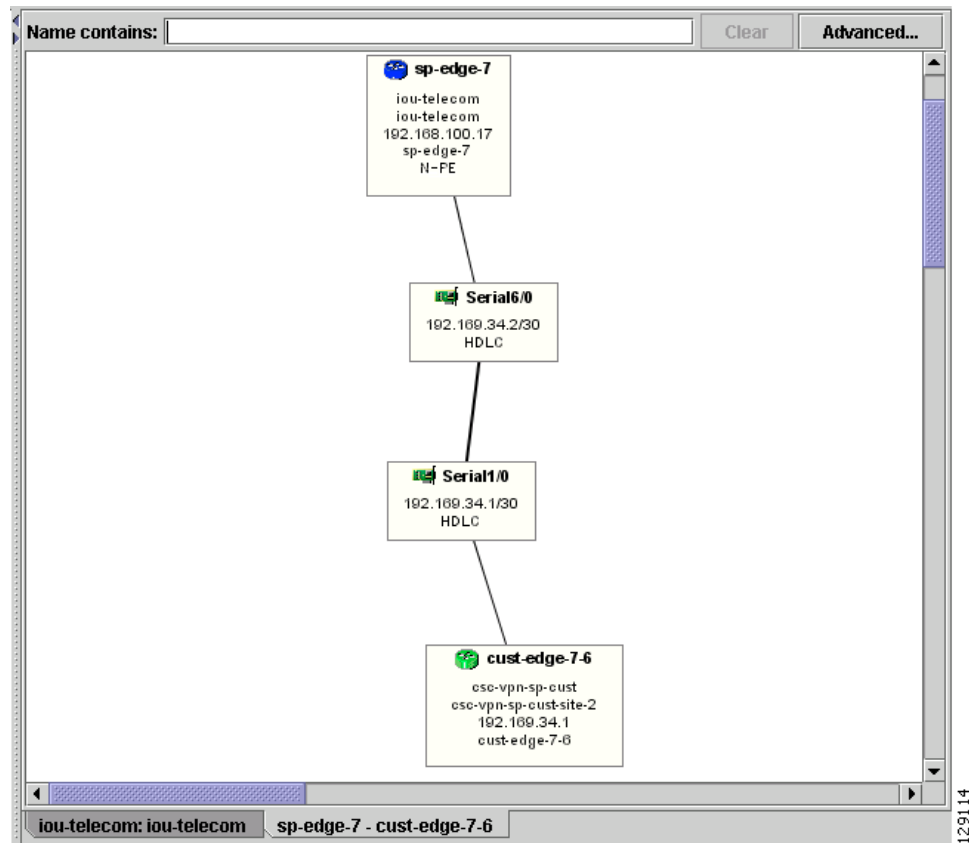 Name contains:
Clear
Advanced...
sp-edge-7
iou-telecom
iou-telecom
192.168.100.17
sp-edge-7
N-PE
Serial6/0
192.169.34.2/30
HDLC
Serial1/0
192.169.34.1/30
HDLC
cust-edge-7-6
csc-vpn-sp-cust
csc-vpn-sp-cust-site-2
192.169.34.1
cust-edge-7-6
iou-telecom: iou-telecom
sp-edge-7 - cust-edge-7-6
129114